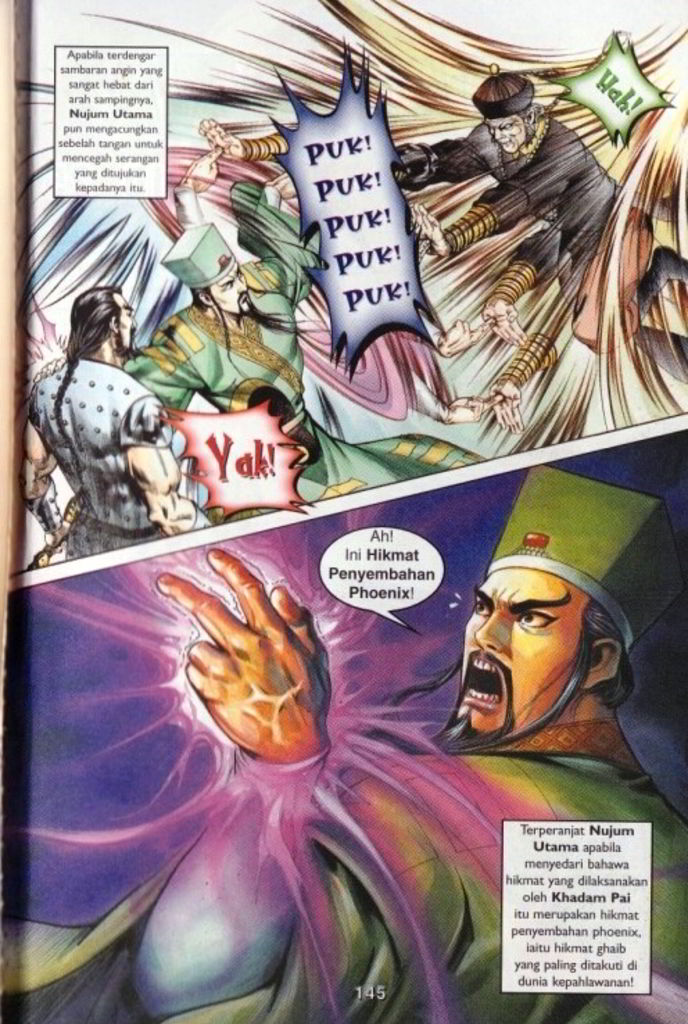 Apabila terdengar
sambaran angin yang
sangat hebat dari
arah sampingnya,
Nujum Utama
pun mengacungkan
sebelah tangan untuk
mencegah serangan
yang ditujukan
kepadanya itu.
PUK!
PUK!
PUK!
PUK!
PUK!
Hah!
Yak!
Ah!
Ini Hikmat
Penyembahan
Phoenix!
Terperanjat Nujum
Utama apabila
menyedari bahawa
hikmat yang dilaksanakan
oleh Khadam Pai
itu merupakan hikmat
penyembahan phoenix,
iaitu hikmat ghaib
yang paling ditakuti di
dunia kepahlawanan!
145